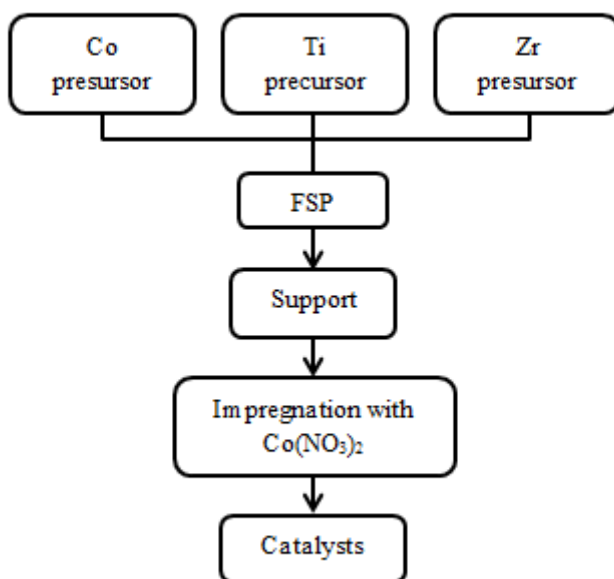 Co
presursor
Ti
precursor
Zr
presursor
FSP
Support
Impregnation with
Co(NO₃)₂
Catalysts